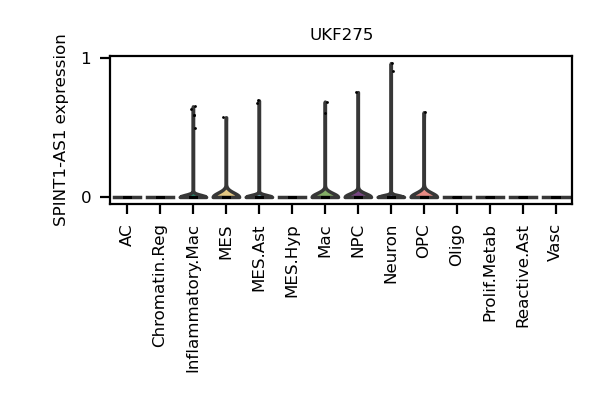 UKF275
SPINT1-AS1 expression
1
0
AC
Chromatin.Reg
Inflammatory.Mac
MES
MES.Ast
MES.Hyp
Mac
NPC
Neuron
OPC
Oligo
Prolif.Metab
Reactive.Ast
Vasc